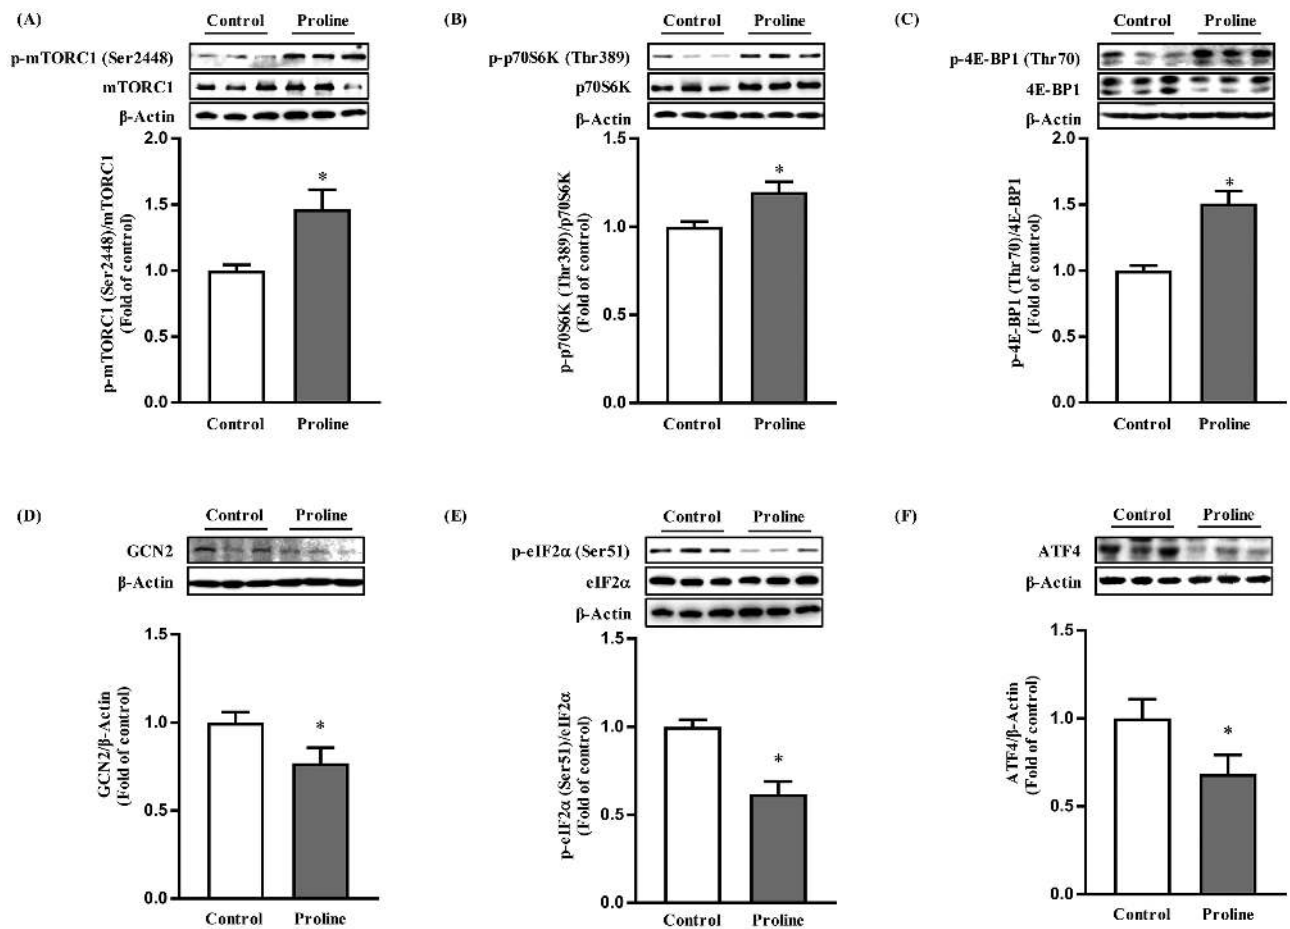 (A)
Control Proline
p-mTORC1 (Ser2448)
mTORC1
β-Actin
2.0
1.5
1.0
0.5
0.0
p-mTORC1 (Ser2448)/mTORC1
(Fold of control)
*
Control Proline
(B)
Control Proline
p-p70S6K (Thr389)
p70S6K
β-Actin
1.5
1.0
0.5
0.0
p-p70S6K (Thr389)/p70S6K
(Fold of control)
*
Control Proline
(C)
Control Proline
p-4E-BP1 (Thr70)
4E-BP1
β-Actin
2.0
1.5
1.0
0.5
0.0
p-4E-BP1 (Thr70)/4E-BP1
(Fold of control)
*
Control Proline
(D)
Control Proline
GCN2
β-Actin
1.5
1.0
0.5
0.0
GCN2/β-Actin
(Fold of control)
*
Control Proline
(E)
Control Proline
p-eIF2α (Ser51)
eIF2α
β-Actin
1.5
1.0
0.5
0.0
p-eIF2α (Ser51)/eIF2α
(Fold of control)
*
Control Proline
(F)
Control Proline
ATF4
β-Actin
1.5
1.0
0.5
0.0
ATF4/β-Actin
(Fold of control)
*
Control Proline